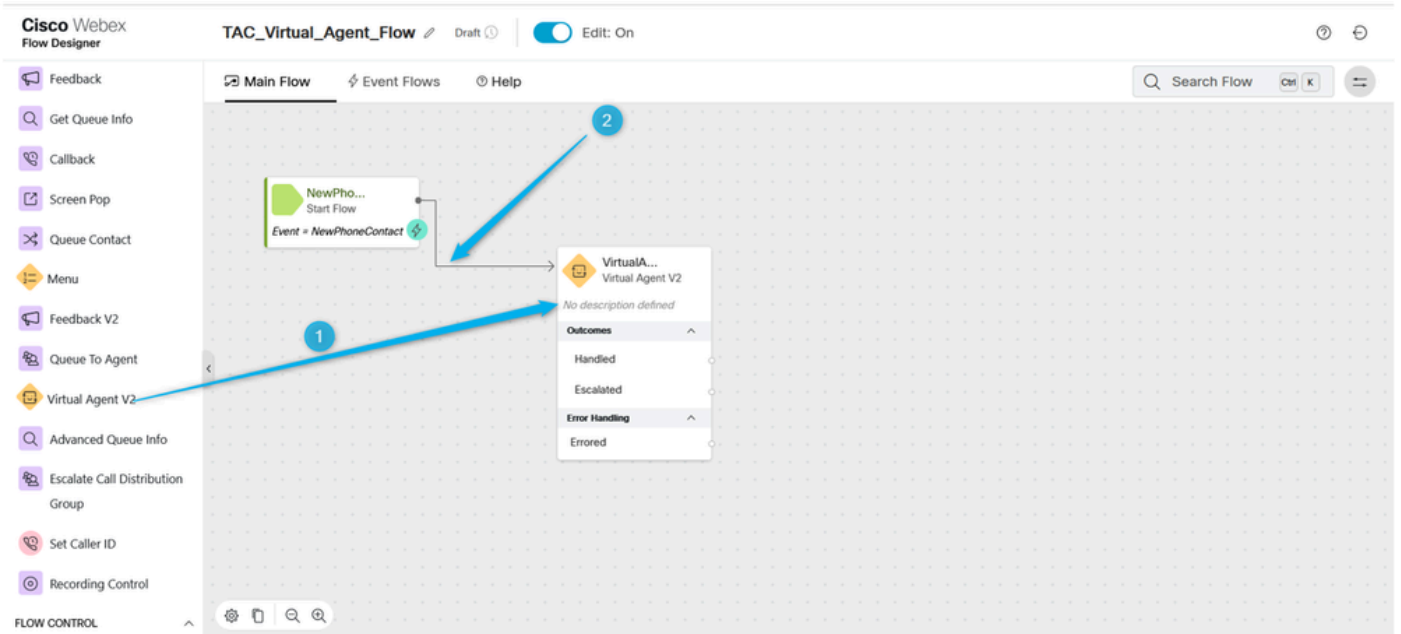 Cisco Webex
Flow Designer
TAC_Virtual_Agent_Flow
Draft
Edit: On
Feedback
Get Queue Info
Callback
Screen Pop
Queue Contact
Menu
Feedback V2
Queue To Agent
Virtual Agent V2
Advanced Queue Info
Escalate Call Distribution
Group
Set Caller ID
Recording Control
FLOW CONTROL
Main Flow
Event Flows
Help
Search Flow
Ctrl K
2
NewPho...
Start Flow
Event = NewPhoneContact
1
VirtualA...
Virtual Agent V2
No description defined
Outcomes
Handled
Escalated
Error Handling
Errored